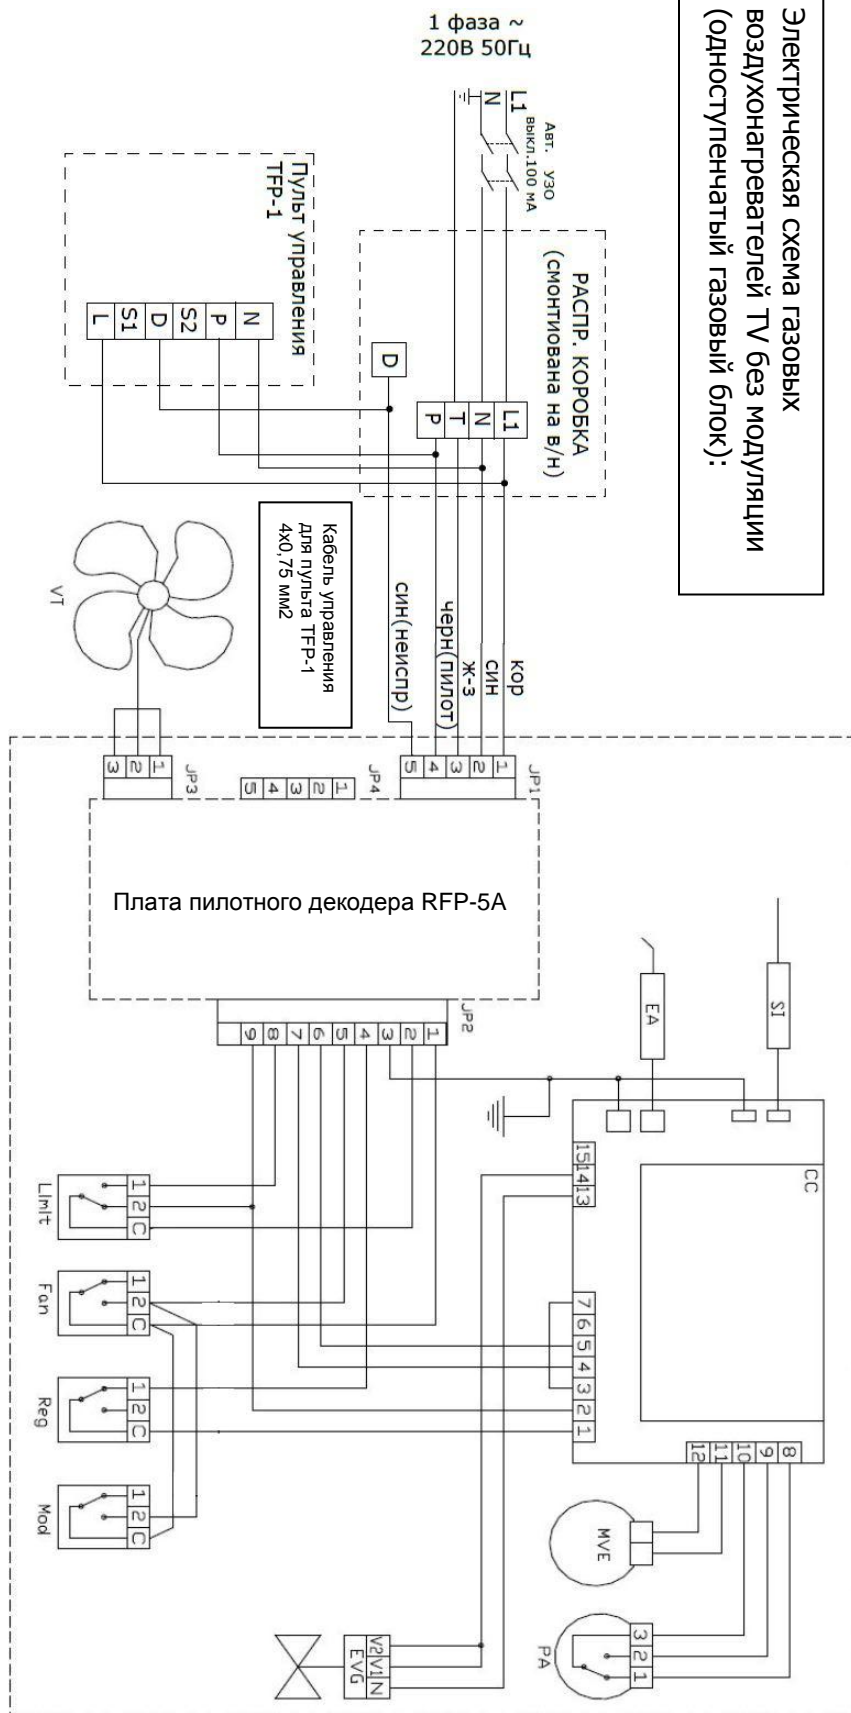 Электрическая схема газовых
воздухонагревателей TV без модуляции
(одноступенчатый газовый блок):
1 фаза ~
220В 50Гц
L1
N
Авт. УЗО
выкл.100 мА
Пульт управления
TFP-1
L
S1
D
S2
P
N
РАСПР. КОРОБКА
(смонтиована на в/н)
D
P
T
N
L1
Кабель управления
для пульта TFP-1
4x0,75 мм2
VT
кор
син
ж-з
черн(пилот)
син(неиспр)
JP1
5 4 3 2 1
JP4
5 4 3 2 1
JP3
3 2 1
Плата пилотного декодера RFP-5A
JP2
9 8 7 6 5 4 3 2 1
SI
EA
CC
15 14 13
7 6 5 4 3 2 1
12 11 10 9 8
Limit
1 2 C
Fan
1 2 C
Reg
1 2 C
Mod
1 2 C
MVE
PA
3 2 1
V2 V1 N
EVG